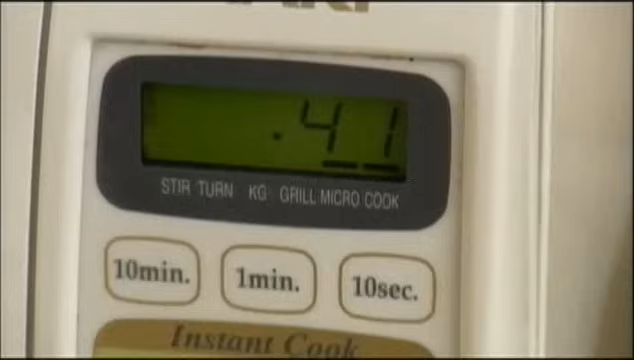 .41
STIR TURN KG GRILL MICRO COOK
10min. 1min. 10sec.
Instant Cook